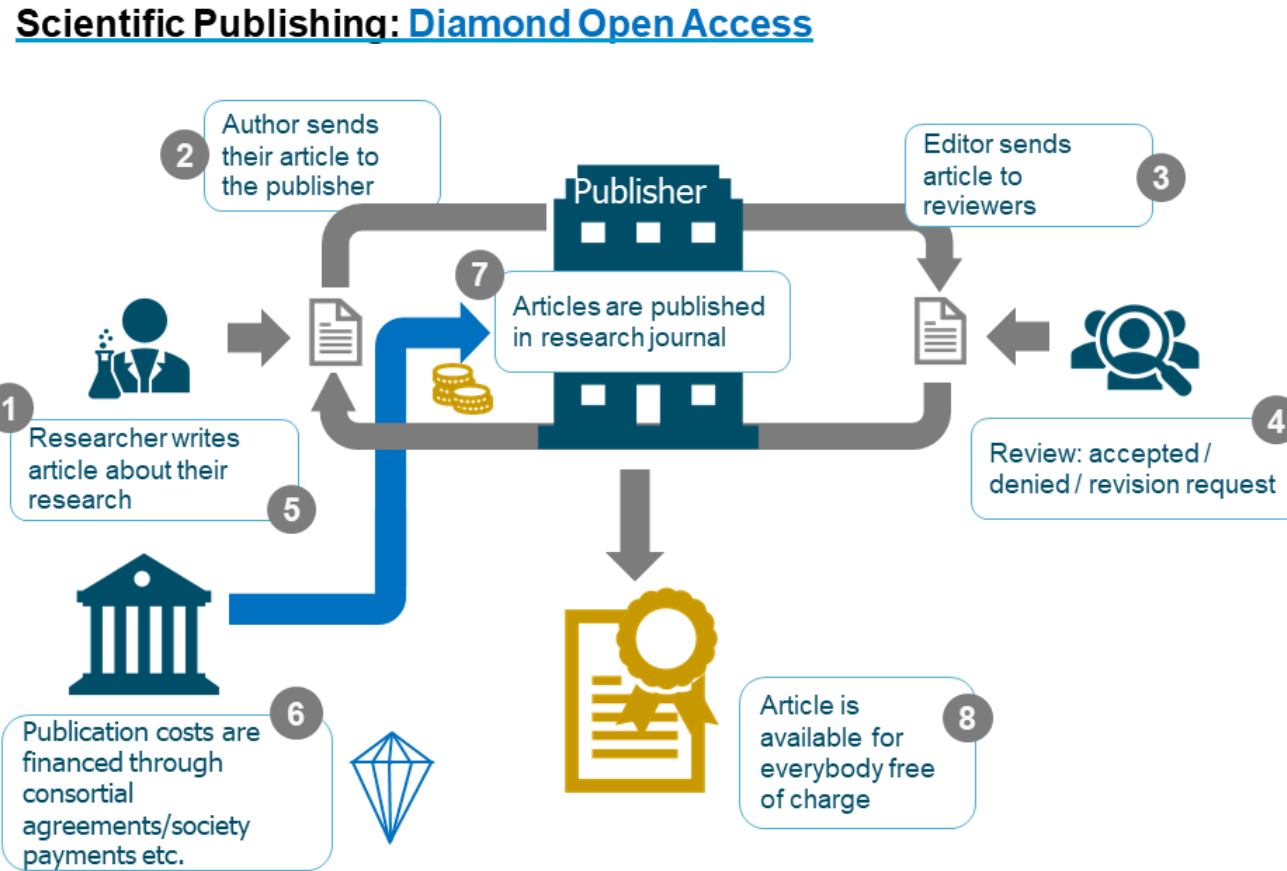 Scientific Publishing: Diamond Open Access
2
Author sends
their article to
the publisher
Publisher
Editor sends
article to
reviewers
3
7
Articles are published
in research journal
1
Researcher writes
article about their
research
5
4
Review: accepted /
denied / revision request
6
Publication costs are
financed through
consortial
agreements/society
payments etc.
Article is
available for
everybody free
of charge
8